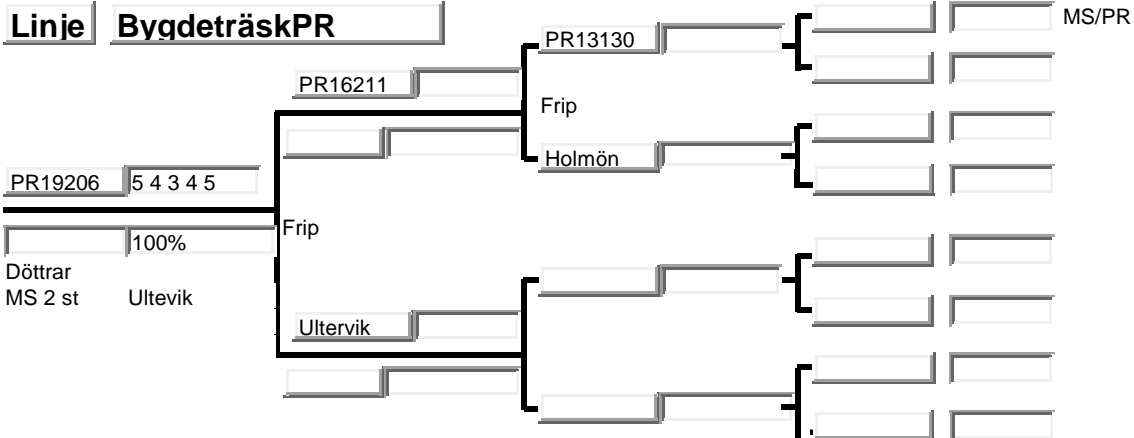 Linje BygdeträskPR
MS/PR
PR13130
PR16211
Frip
Holmön
PR19206 5 4 3 4 5
Frip
100%
Döttrar
MS 2 st Ultevik
Ultervik